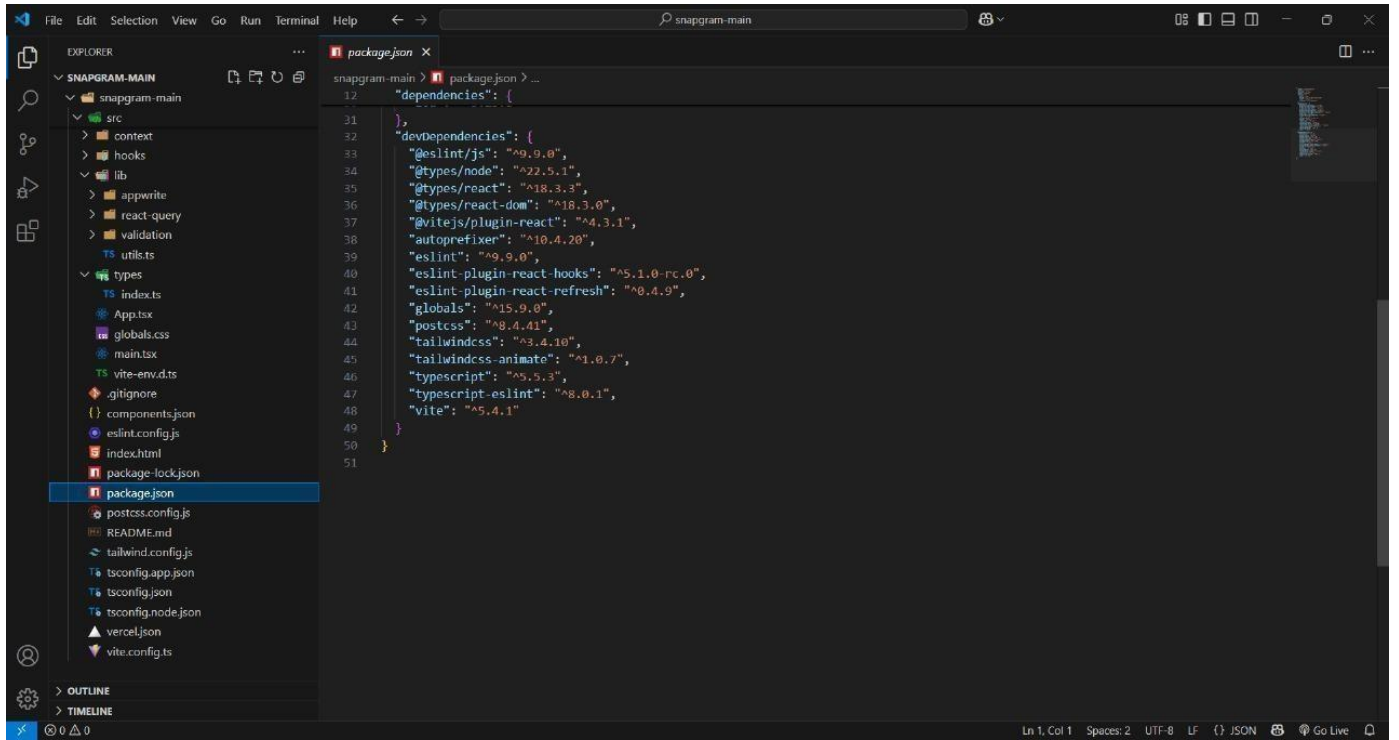 File Edit Selection View Go Run Terminal Help
snapgram-main
EXPLORER
package.json
SNAPGRAM-MAIN
snapgram-main > package.json > ...
snapgram-main
src
context
hooks
lib
appwrite
react-query
validation
TS utils.ts
types
TS index.ts
App.tsx
globals.css
main.tsx
TS vite-env.d.ts
.gitignore
{} components.json
eslint.config.js
index.html
package-lock.json
package.json
postcss.config.js
README.md
tailwind.config.js
tsconfig.app.json
tsconfig.json
tsconfig.node.json
vercel.json
vite.config.ts
OUTLINE
TIMELINE
12 "dependencies": {
31 },
32 "devDependencies": {
33 "@eslint/js": "^9.9.0",
34 "@types/node": "^22.5.1",
35 "@types/react": "^18.3.3",
36 "@types/react-dom": "^18.3.0",
37 "@vitejs/plugin-react": "^4.3.1",
38 "autoprefixer": "^10.4.20",
39 "eslint": "^9.9.0",
40 "eslint-plugin-react-hooks": "^5.1.0-rc.0",
41 "eslint-plugin-react-refresh": "^0.4.9",
42 "globals": "^15.9.0",
43 "postcss": "^8.4.41",
44 "tailwindcss": "^3.4.10",
45 "tailwindcss-animate": "^1.0.7",
46 "typescript": "^5.5.3",
47 "typescript-eslint": "^8.0.1",
48 "vite": "^5.4.1"
49 }
50 }
51
0 0
Ln 1, Col 1 Spaces: 2 UTF-8 LF {} JSON Go Live